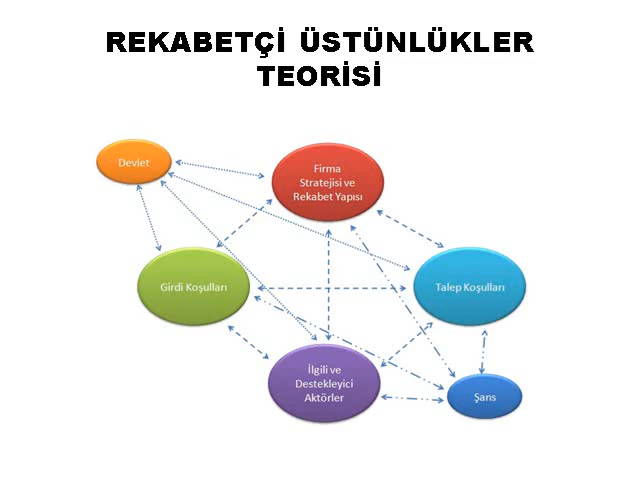 REKABETÇİ ÜSTÜNLÜKLER
TEORİSİ
Devlet
Firma
Stratejisi ve
Rekabet Yapısı
Girdi Koşulları
Talep Koşulları
İlgili ve
Destekleyici
Aktörler
Şans